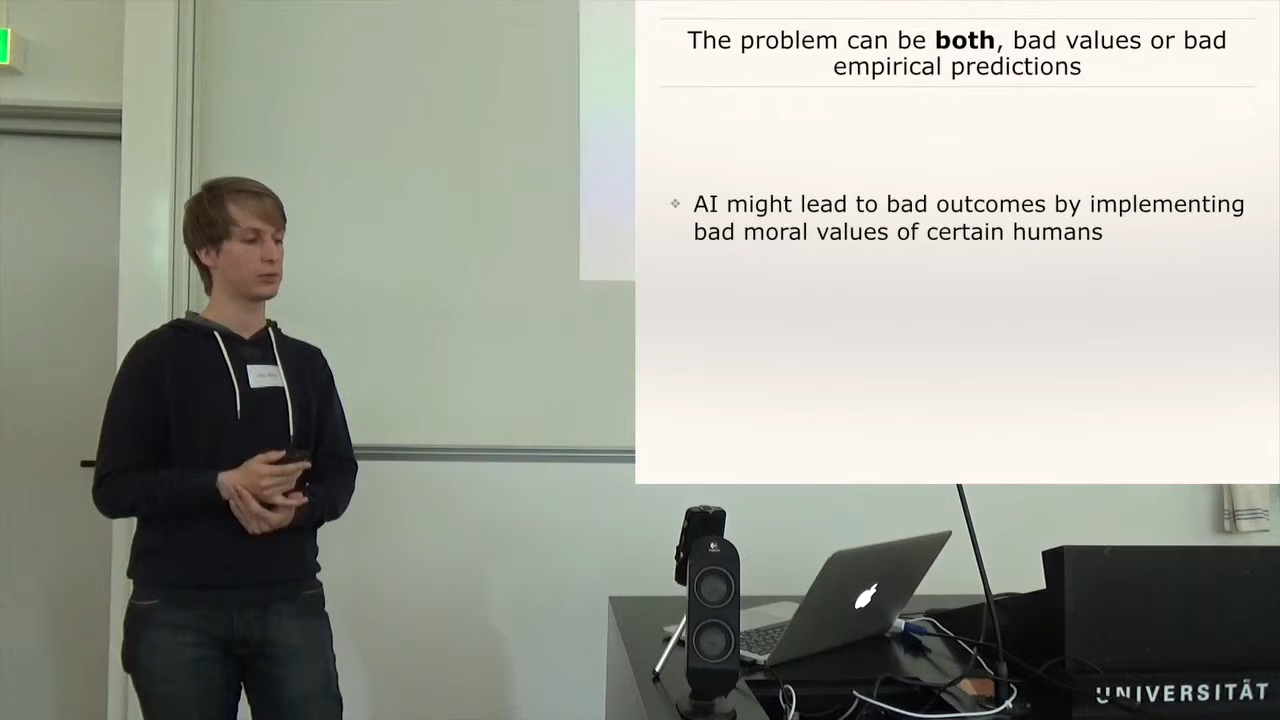 The problem can be both, bad values or bad
empirical predictions
AI might lead to bad outcomes by implementing
bad moral values of certain humans
UNIVERSITÄT